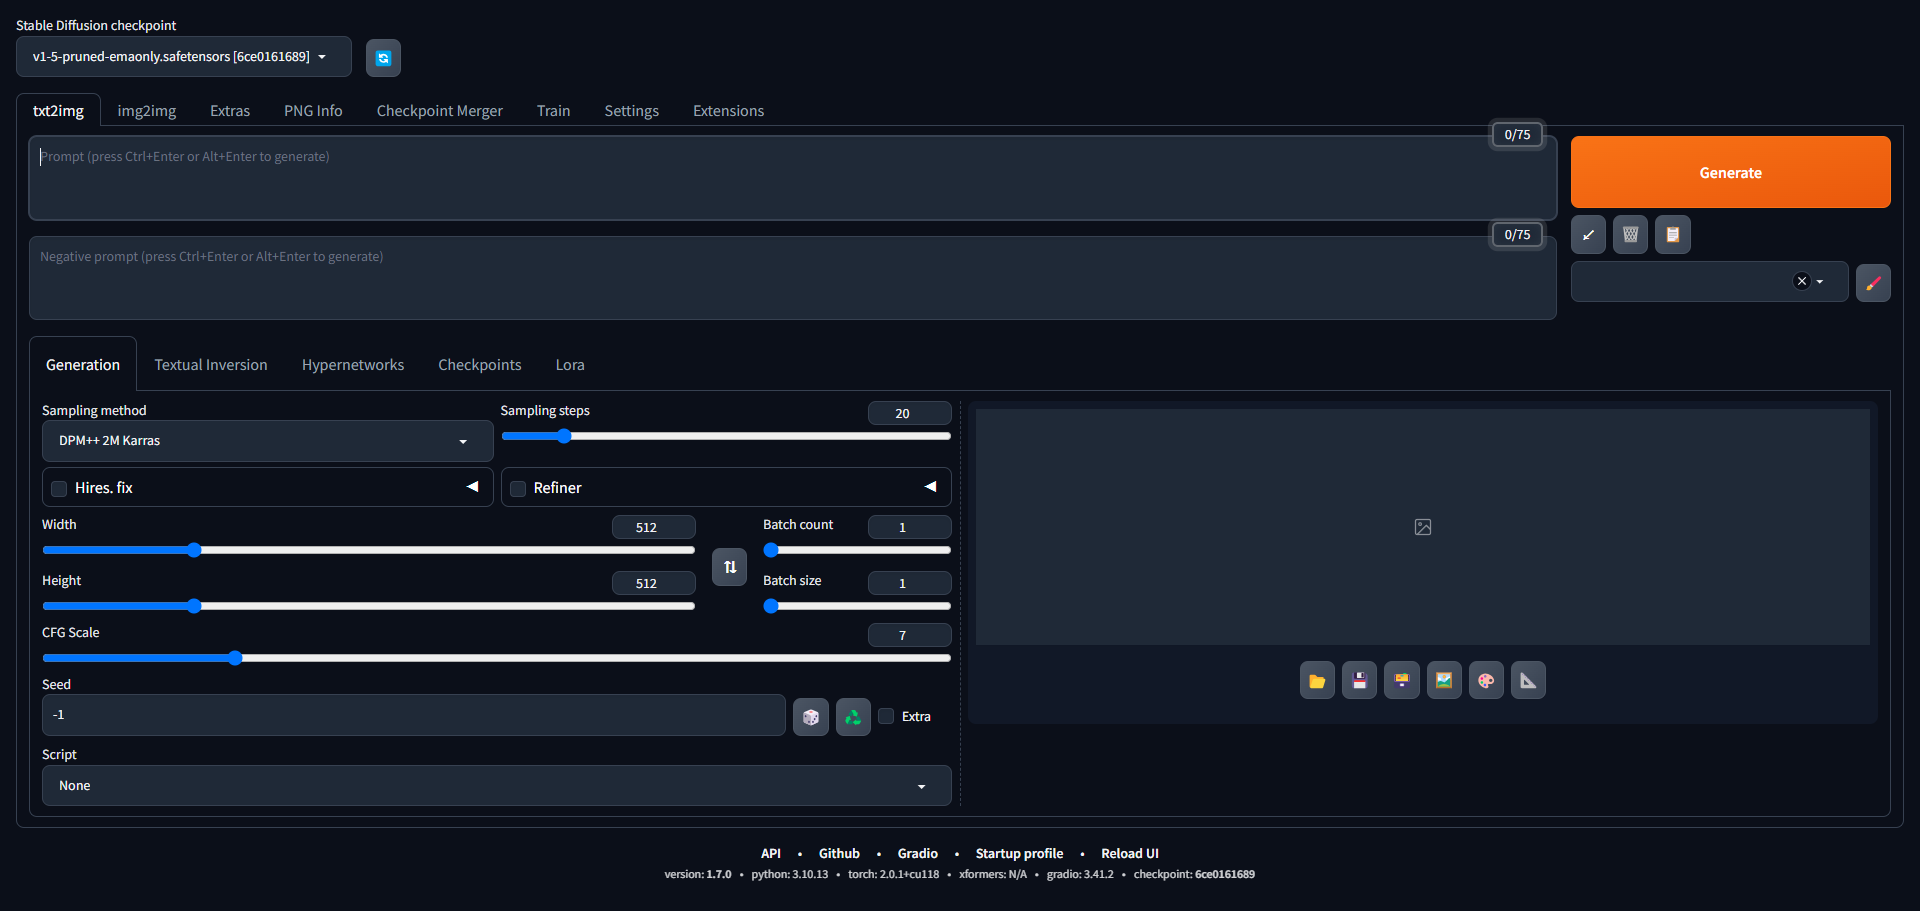 Stable Diffusion checkpoint
v1-5-pruned-emaonly.safetensors [6ce0161689]
txt2img img2img Extras PNG Info Checkpoint Merger Train Settings Extensions
0/75
Prompt (press Ctrl+Enter or Alt+Enter to generate)
Generate
0/75
Negative prompt (press Ctrl+Enter or Alt+Enter to generate)
Generation Textual Inversion Hypernetworks Checkpoints Lora
Sampling method
DPM++ 2M Karras
Sampling steps 20
Hires. fix
Refiner
Width 512
Batch count 1
Height 512
Batch size 1
CFG Scale 7
Seed
-1
Extra
Script
None
API • Github • Gradio • Startup profile • Reload UI
version: 1.7.0 • python: 3.10.13 • torch: 2.0.1+cu118 • xformers: N/A • gradio: 3.41.2 • checkpoint: 6ce0161689